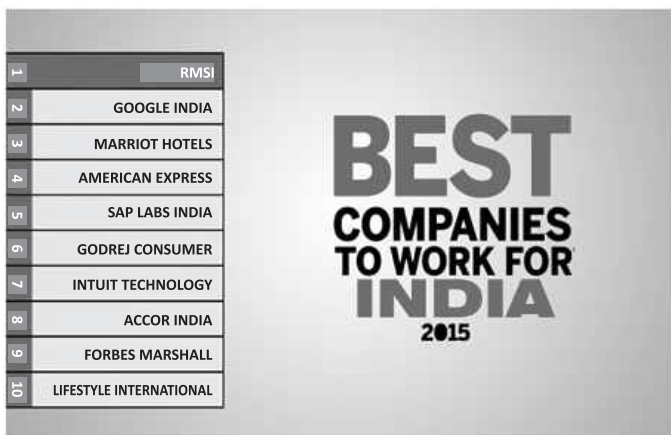 1 RMSI
2 GOOGLE INDIA
3 MARRIOT HOTELS
4 AMERICAN EXPRESS
5 SAP LABS INDIA
6 GODREJ CONSUMER
7 INTUIT TECHNOLOGY
8 ACCOR INDIA
9 FORBES MARSHALL
10 LIFESTYLE INTERNATIONAL
BEST
COMPANIES
TO WORK FOR
INDIA
2015